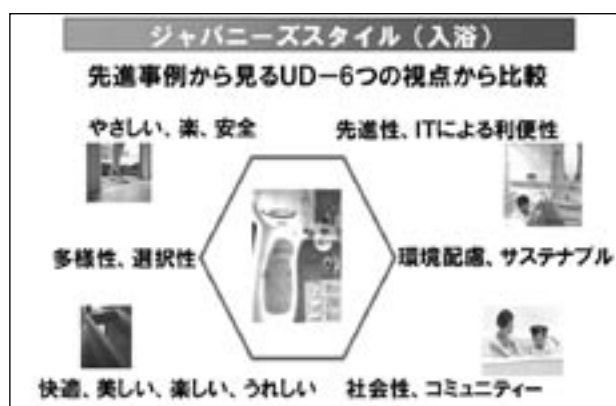 ジャパニーズスタイル（入浴）
先進事例から見るUD－6つの視点から比較
やさしい、楽、安全
先進性、ITによる利便性
多様性、選択性
環境配慮、サステナブル
快適、美しい、楽しい、うれしい
社会性、コミュニティー